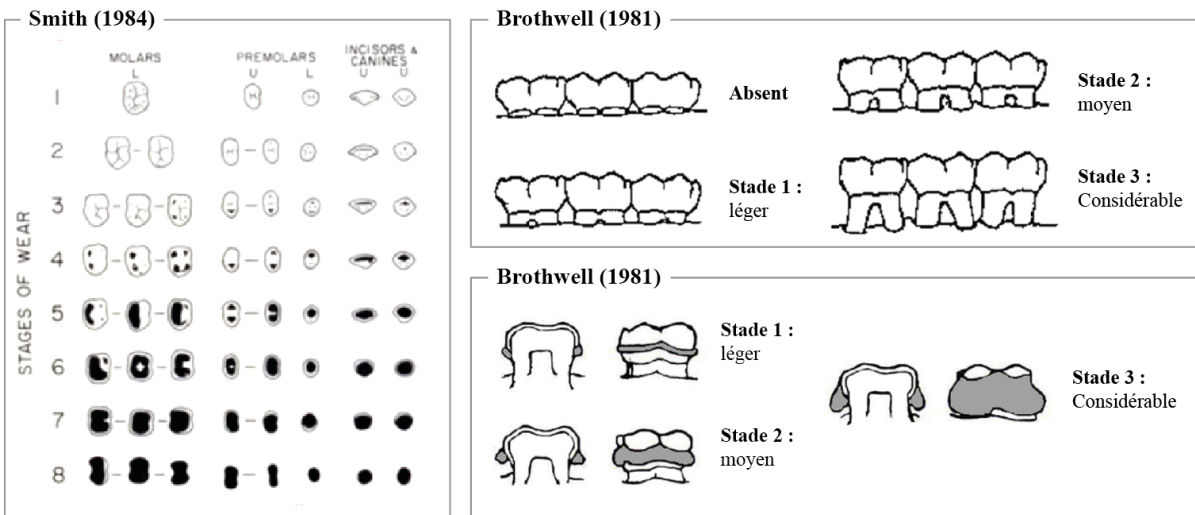 Smith (1984)
MOLARS
L
PREMOLARS
U
L
INCISORS &
CANINES
U
U
STAGES OF WEAR
1
2
3
4
5
6
7
8
Brothwell (1981)
Absent
Stade 1 :
léger
Stade 2 :
moyen
Stade 3 :
Considérable
Brothwell (1981)
Stade 1 :
léger
Stade 2 :
moyen
Stade 3 :
Considérable